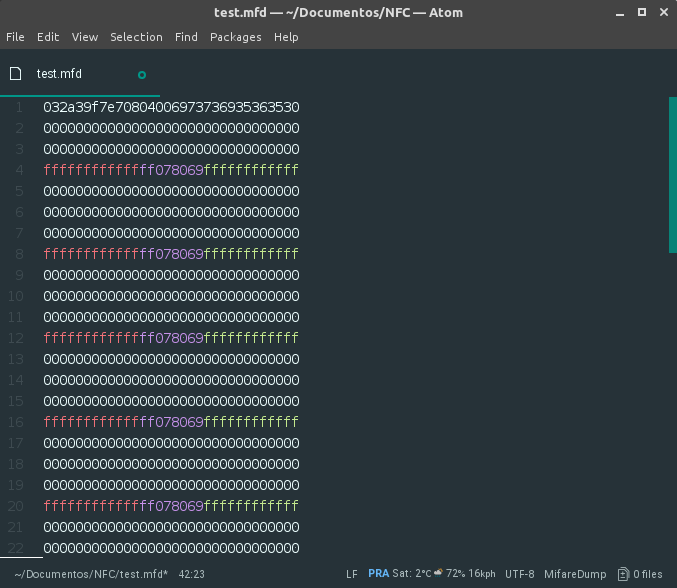 test.mfd — ~/Documentos/NFC — Atom
File Edit View Selection Find Packages Help
test.mfd
1 032a39f7e70804006973736935363530
2 00000000000000000000000000000000
3 00000000000000000000000000000000
4 ffffffffffffff078069ffffffffffff
5 00000000000000000000000000000000
6 00000000000000000000000000000000
7 00000000000000000000000000000000
8 ffffffffffffff078069ffffffffffff
9 00000000000000000000000000000000
10 00000000000000000000000000000000
11 00000000000000000000000000000000
12 ffffffffffffff078069ffffffffffff
13 00000000000000000000000000000000
14 00000000000000000000000000000000
15 00000000000000000000000000000000
16 ffffffffffffff078069ffffffffffff
17 00000000000000000000000000000000
18 00000000000000000000000000000000
19 00000000000000000000000000000000
20 ffffffffffffff078069ffffffffffff
21 00000000000000000000000000000000
22 00000000000000000000000000000000
~/Documentos/NFC/test.mfd* 42:23 LF PRA Sat: 2°C 72% 16kph UTF-8 MifareDump 0 files